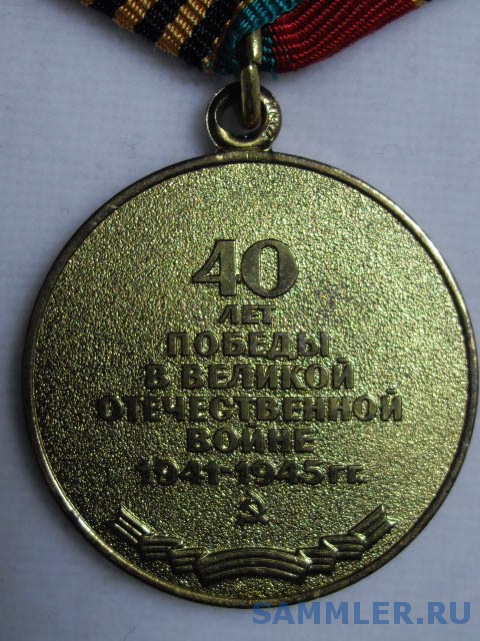 40
ЛЕТ
ПОБЕДЫ
В ВЕЛИКОЙ
ОТЕЧЕСТВЕННОЙ
ВОЙНЕ
1941-1945 ГГ.
SAMMLER.RU